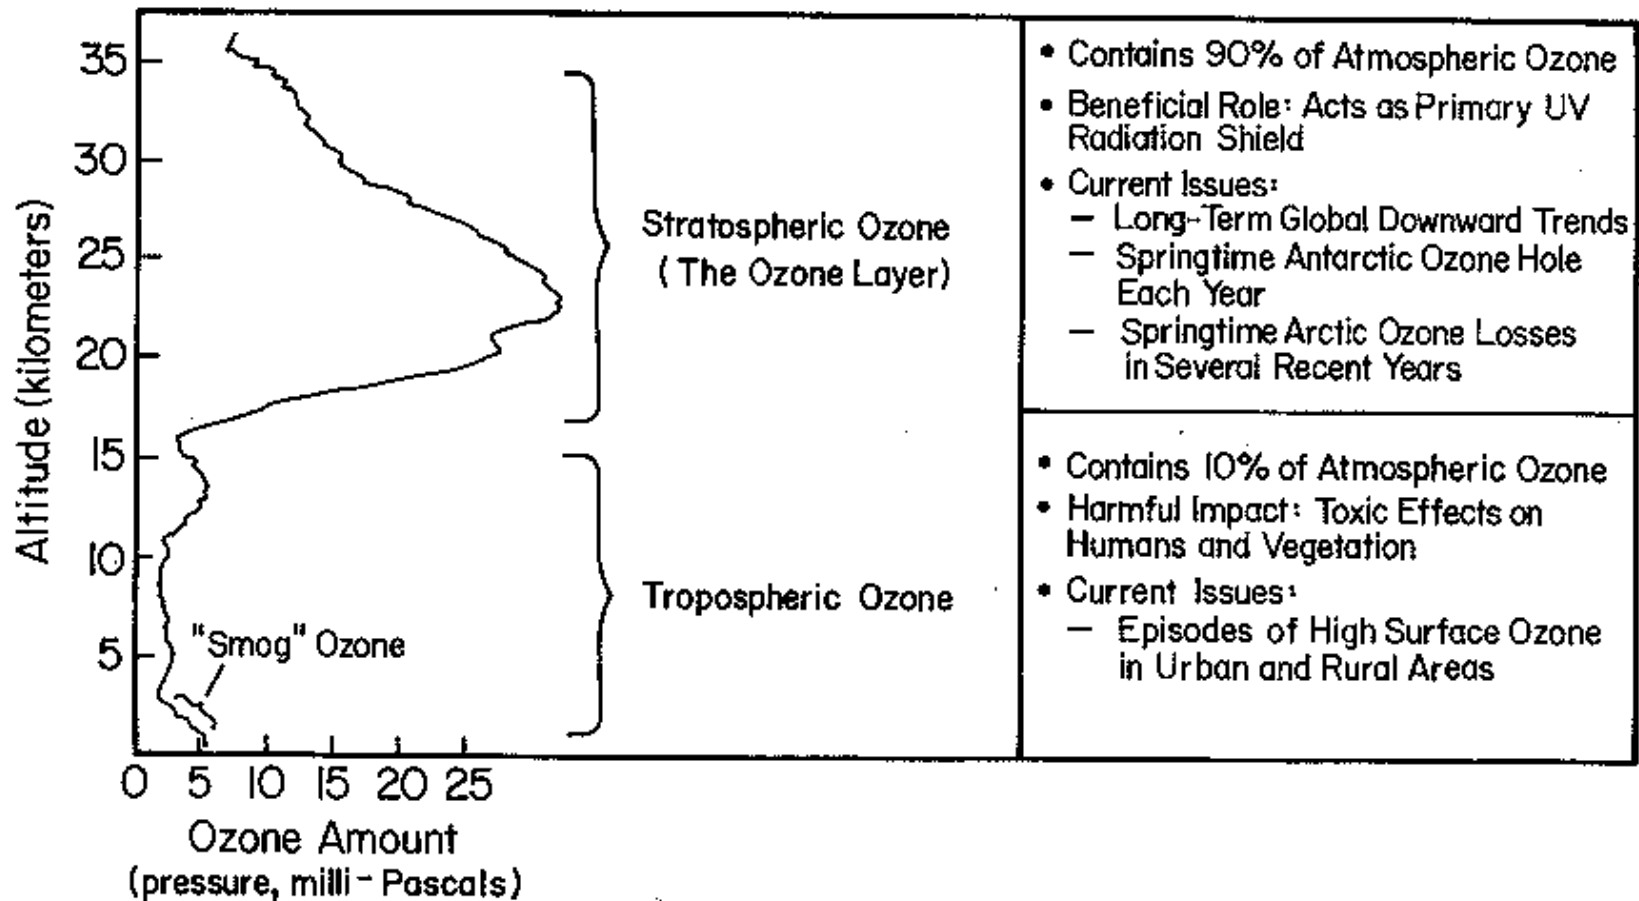 Altitude (kilometers)
35
30
25
20
15
10
5
"Smog" Ozone
0 5 10 15 20 25
Ozone Amount
(pressure, milli-Pascals)
Stratospheric Ozone
(The Ozone Layer)
Tropospheric Ozone
• Contains 90% of Atmospheric Ozone
• Beneficial Role: Acts as Primary UV
Radiation Shield
• Current Issues:
– Long-Term Global Downward Trends
– Springtime Antarctic Ozone Hole
Each Year
– Springtime Arctic Ozone Losses
in Several Recent Years
• Contains 10% of Atmospheric Ozone
• Harmful Impact: Toxic Effects on
Humans and Vegetation
• Current Issues:
– Episodes of High Surface Ozone
in Urban and Rural Areas